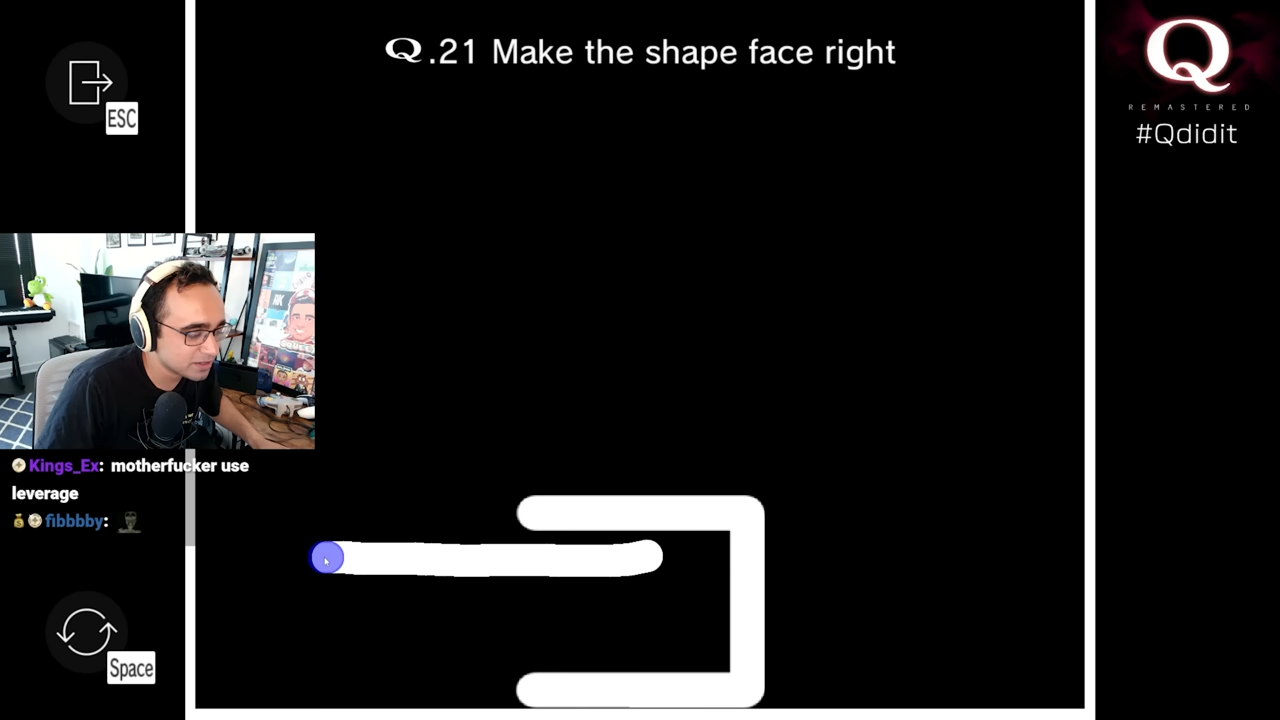 Q.21 Make the shape face right
ESC
Q
REMASTERED
#Qdidit
Kings_Ex: motherfucker use
leverage
fibbbby:
Space